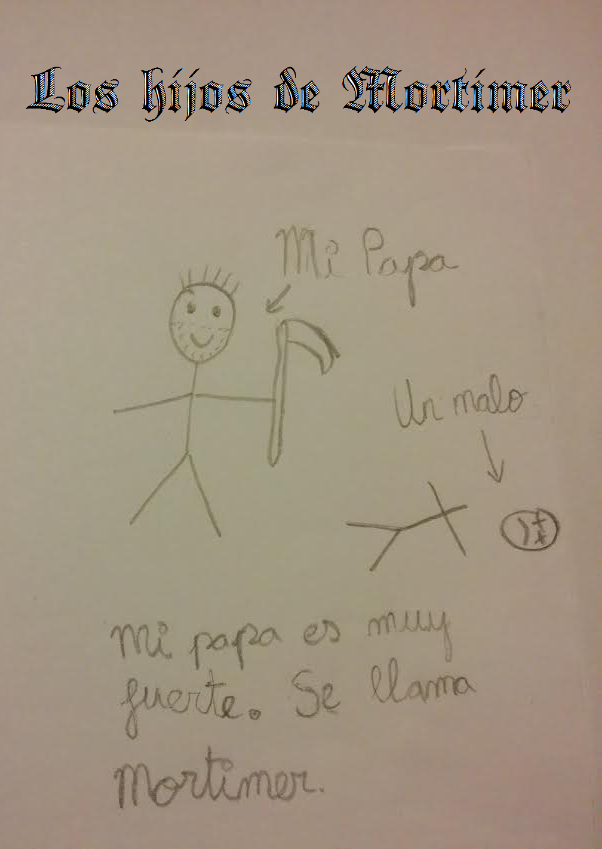 Los hijos de Mortimer
Mi Papa
Un malo
Mi papa es muy
fuerte. Se llama
Mortimer.